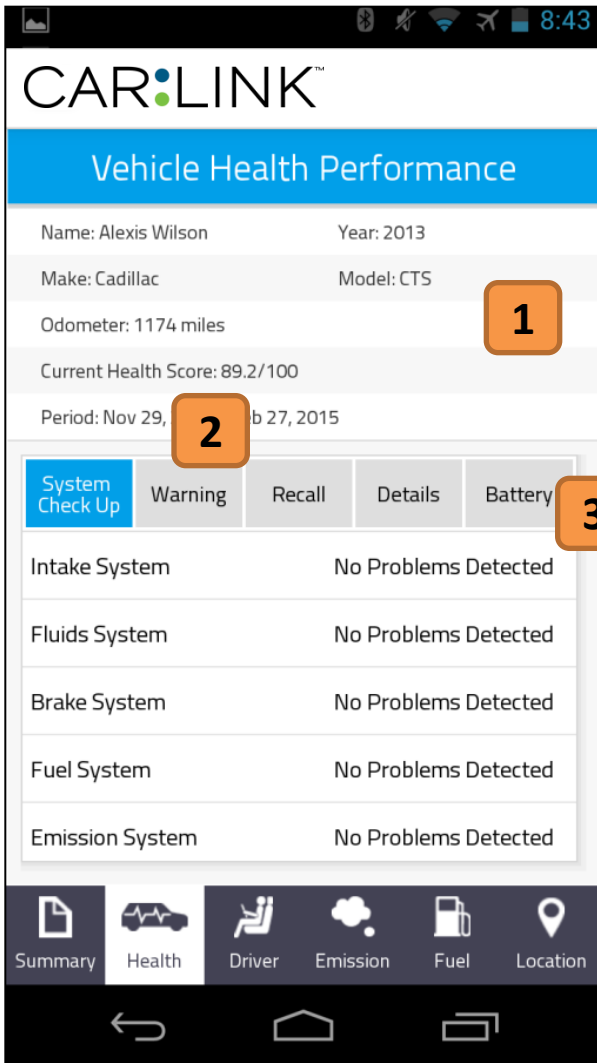 8:43
CAR:LINK™
Vehicle Health Performance
Name: Alexis Wilson Year: 2013
Make: Cadillac Model: CTS
1
Odometer: 1174 miles
Current Health Score: 89.2/100
Period: Nov 29, b 27, 2015
2
System Check Up Warning Recall Details Battery
3
Intake System No Problems Detected
Fluids System No Problems Detected
Brake System No Problems Detected
Fuel System No Problems Detected
Emission System No Problems Detected
Summary Health Driver Emission Fuel Location